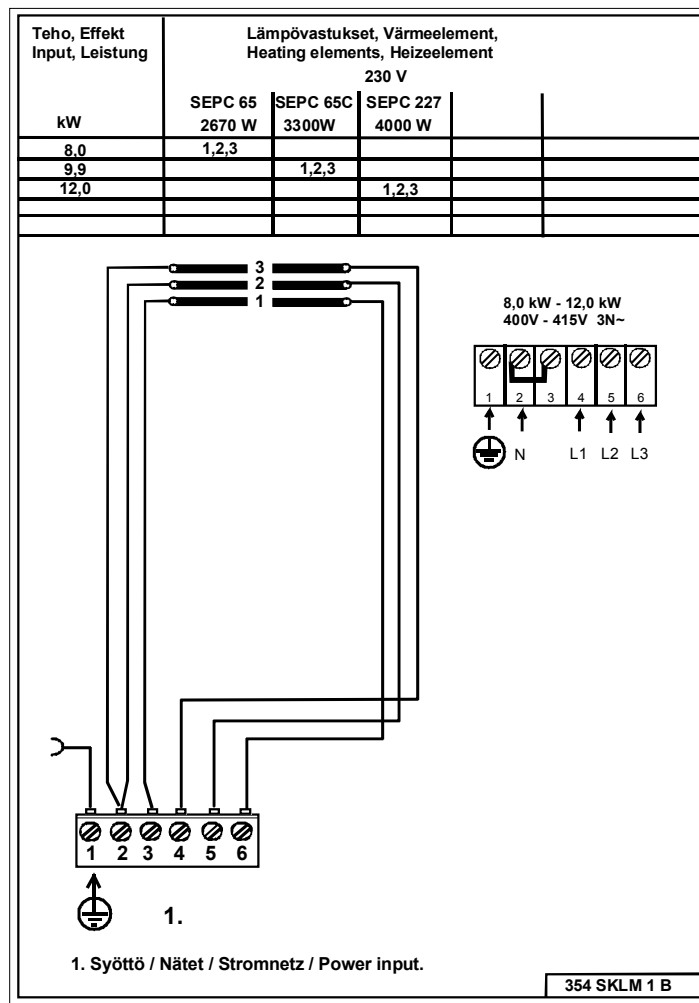 Teho, Effekt
Input, Leistung
Lämpövastukset, Värmeelement,
Heating elements, Heizeelement
230 V
kW
SEPC 65 SEPC 65C SEPC 227
2670 W 3300W 4000 W
8,0 1,2,3
9,9 1,2,3
12,0 1,2,3
3
2
1
8,0 kW - 12,0 kW
400V - 415V 3N~
1 2 3 4 5 6
N L1 L2 L3
1 2 3 4 5 6
1.
1. Syöttö / Nätet / Stromnetz / Power input.
354 SKLM 1 B